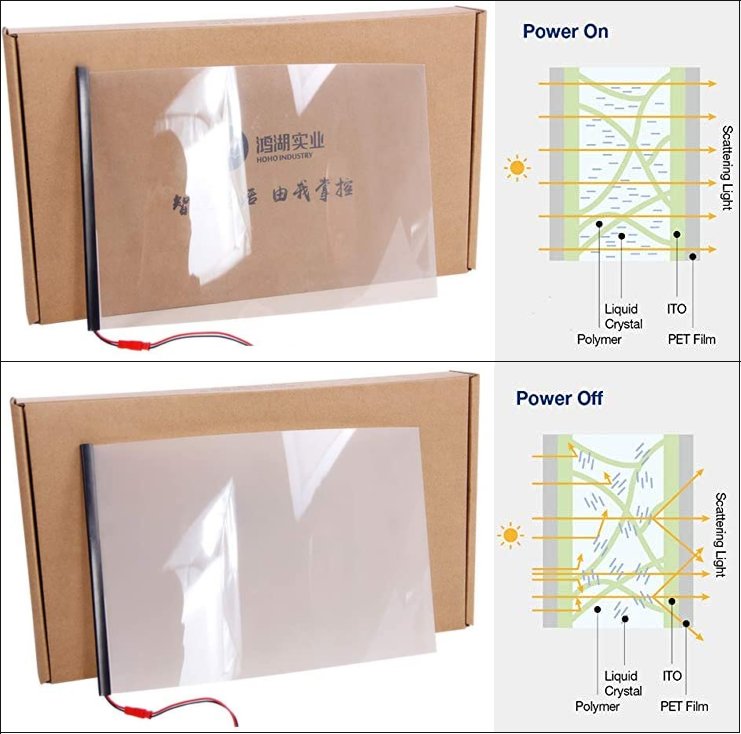 Power On
鸿湖实业
HOHO INDUSTRY
智 由我掌控
Scattering Light
Liquid
Crystal
ITO
Polymer
PET Film
Power Off
Scattering Light
Liquid
Crystal
ITO
Polymer
PET Film